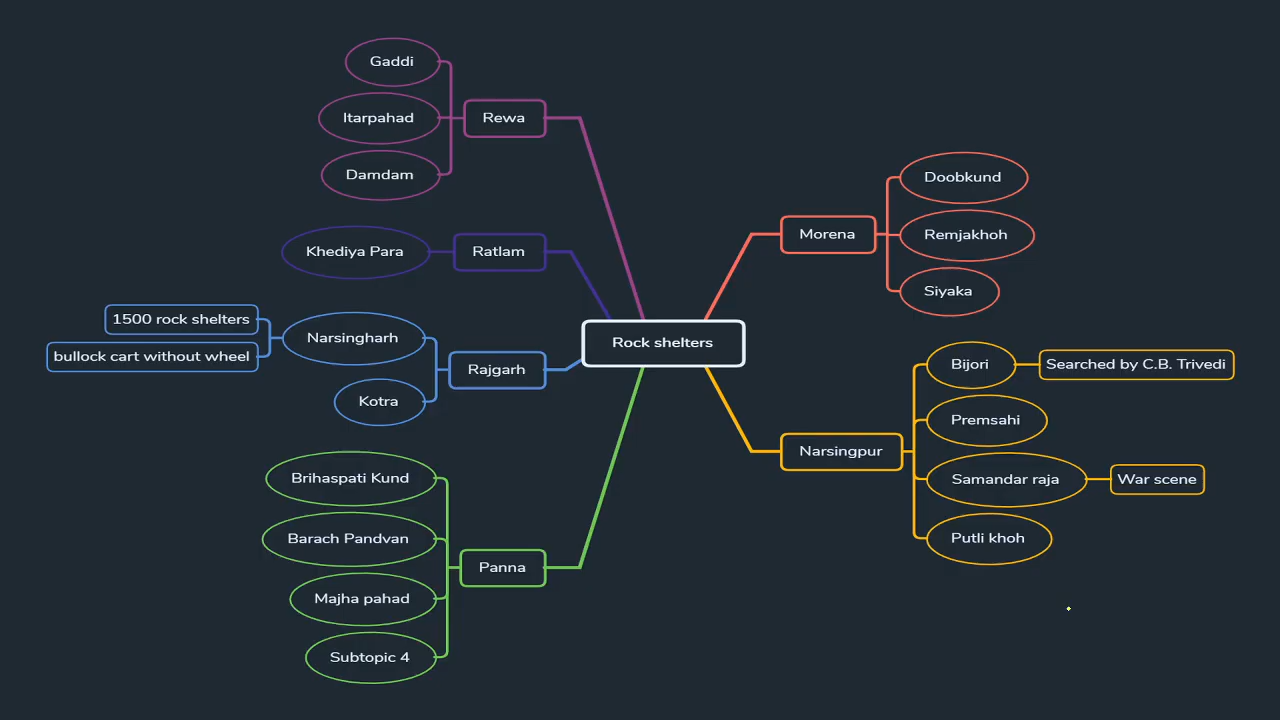 Rock shelters
Rewa
Gaddi
Itarpahad
Damdam
Ratlam
Khediya Para
Rajgarh
Narsingharh
1500 rock shelters
bullock cart without wheel
Kotra
Panna
Brihaspati Kund
Barach Pandvan
Majha pahad
Subtopic 4
Morena
Doobkund
Remjakhoh
Siyaka
Narsingpur
Bijori
Searched by C.B. Trivedi
Premsahi
Samandar raja
War scene
Putli khoh